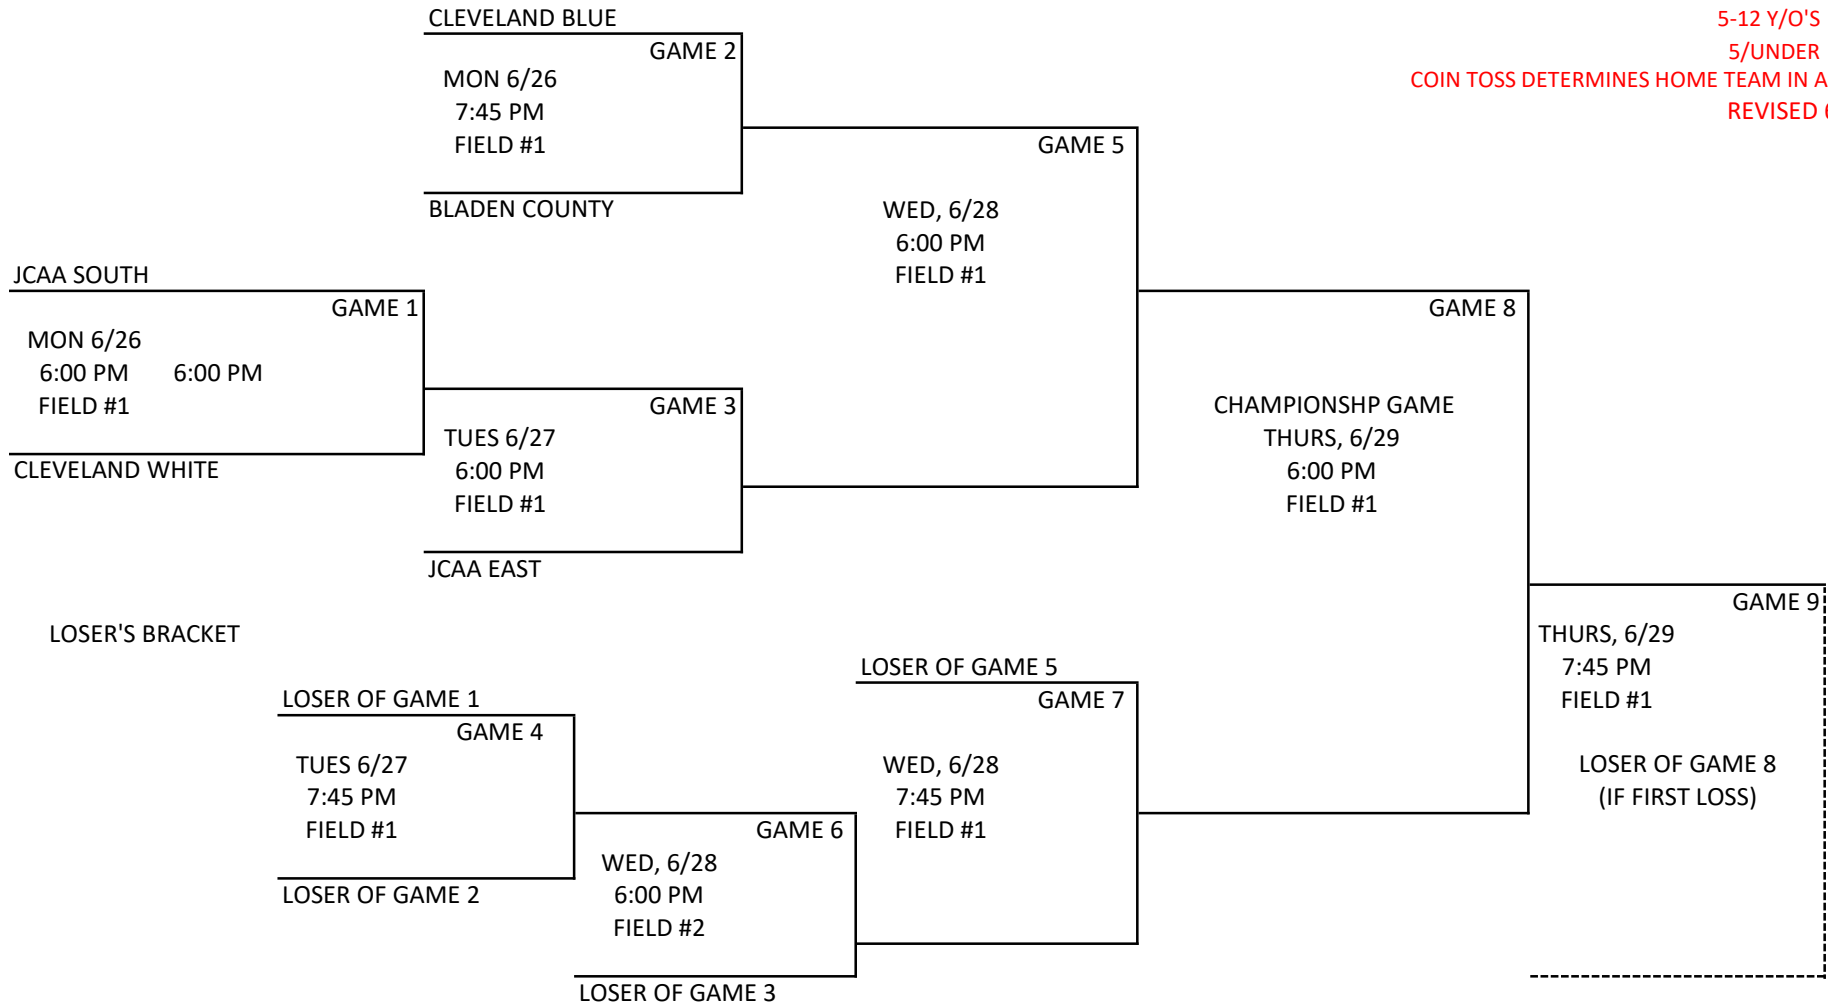 CLEVELAND BLUE
5-12 Y/O'S
GAME 2
5/UNDER
MON 6/26
COIN TOSS DETERMINES HOME TEAM IN A
7:45 PM
REVISED 6
FIELD #1
GAME 5
BLADEN COUNTY
WED, 6/28
6:00 PM
FIELD #1
JCAA SOUTH
GAME 1
GAME 8
MON 6/26
6:00 PM 6:00 PM
FIELD #1
GAME 3
CHAMPIONSHP GAME
TUES 6/27
THURS, 6/29
CLEVELAND WHITE
6:00 PM
6:00 PM
FIELD #1
FIELD #1
JCAA EAST
GAME 9
LOSER'S BRACKET
THURS, 6/29
LOSER OF GAME 5
7:45 PM
LOSER OF GAME 1
GAME 7
FIELD #1
GAME 4
TUES 6/27
WED, 6/28
LOSER OF GAME 8
7:45 PM
7:45 PM
(IF FIRST LOSS)
FIELD #1
GAME 6
FIELD #1
WED, 6/28
LOSER OF GAME 2
6:00 PM
FIELD #2
LOSER OF GAME 3